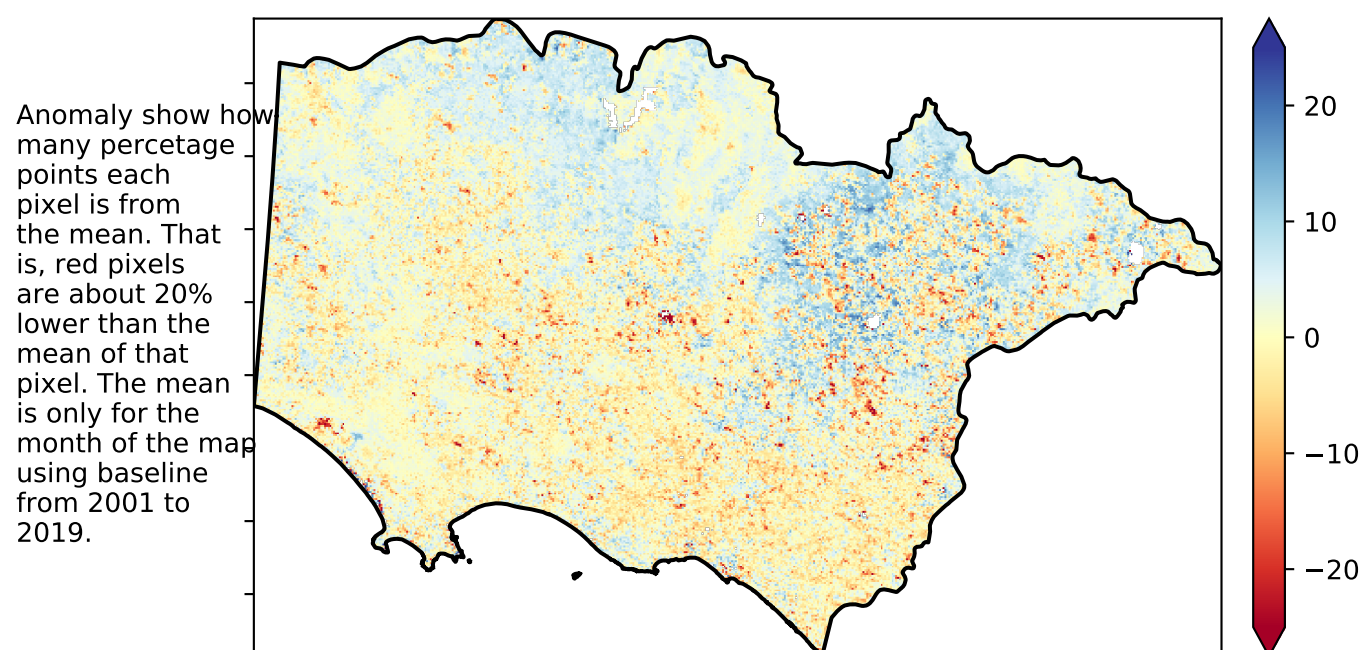 Anomaly show how
many percetage
points each
pixel is from
the mean. That
is, red pixels
are about 20%
lower than the
mean of that
pixel. The mean
is only for the
month of the map
using baseline
from 2001 to
2019.
20
10
0
−10
−20